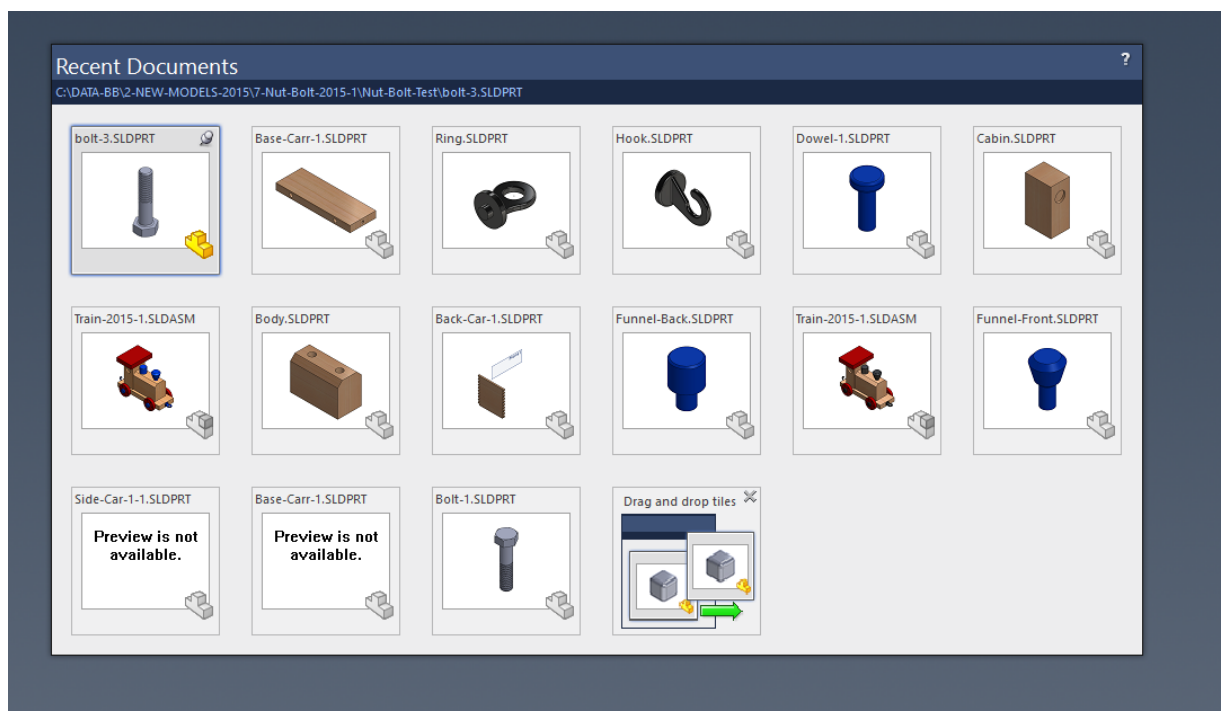 Recent Documents
?
C:\DATA-BB\2-NEW-MODELS-2015\7-Nut-Bolt-2015-1\Nut-Bolt-Test\bolt-3.SLDPRT
bolt-3.SLDPRT
Base-Carr-1.SLDPRT
Ring.SLDPRT
Hook.SLDPRT
Dowel-1.SLDPRT
Cabin.SLDPRT
Train-2015-1.SLDASM
Body.SLDPRT
Back-Car-1.SLDPRT
Funnel-Back.SLDPRT
Train-2015-1.SLDASM
Funnel-Front.SLDPRT
Side-Car-1-1.SLDPRT
Preview is not
available.
Base-Carr-1.SLDPRT
Preview is not
available.
Bolt-1.SLDPRT
Drag and drop tiles